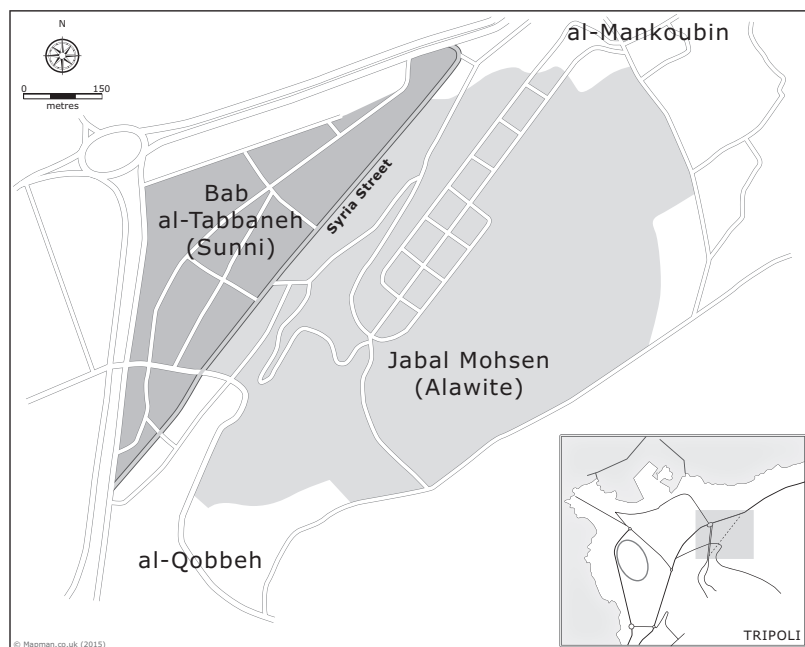 al-Mankoubin
N
0 150
metres
Syria Street
Bab
al-Tabbaneh
(Sunni)
Jabal Mohsen
(Alawite)
al-Qobbeh
TRIPOLI
© Mapman.co.uk (2015)